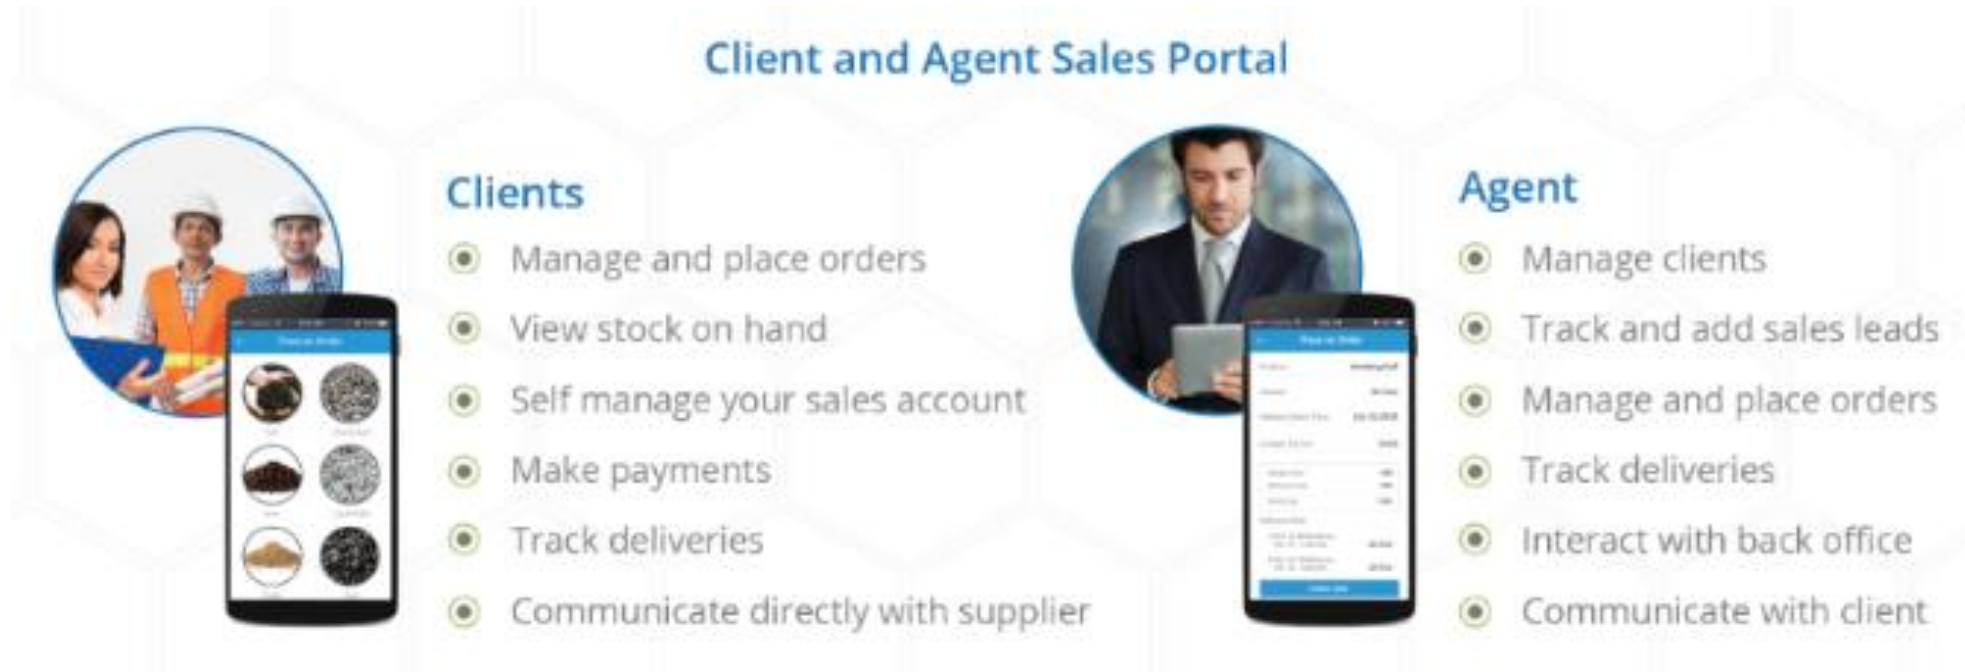 Client and Agent Sales Portal
Clients
Manage and place orders
View stock on hand
Self manage your sales account
Make payments
Track deliveries
Communicate directly with supplier
Agent
Manage clients
Track and add sales leads
Manage and place orders
Track deliveries
Interact with back office
Communicate with client